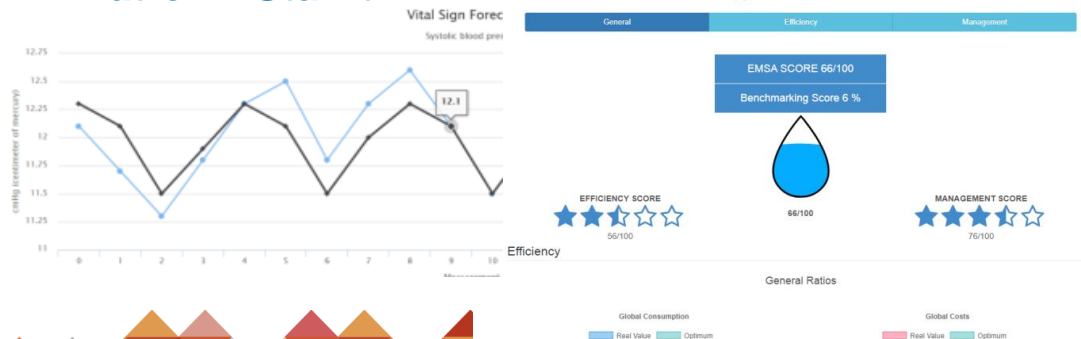 Vital Sign Forec
Systolic blood pres
cmHg (centimeter of mercury)
12.75
12.5
12.25
12
11.75
11.5
11.25
11
12.1
0 1 2 3 4 5 6 7 8 9 10
General Efficiency Management
EMSA SCORE 66/100
Benchmarking Score 6 %
66/100
EFFICIENCY SCORE
56/100
MANAGEMENT SCORE
76/100
Efficiency
General Ratios
Global Consumption
Real Value Optimum
Global Costs
Real Value Optimum